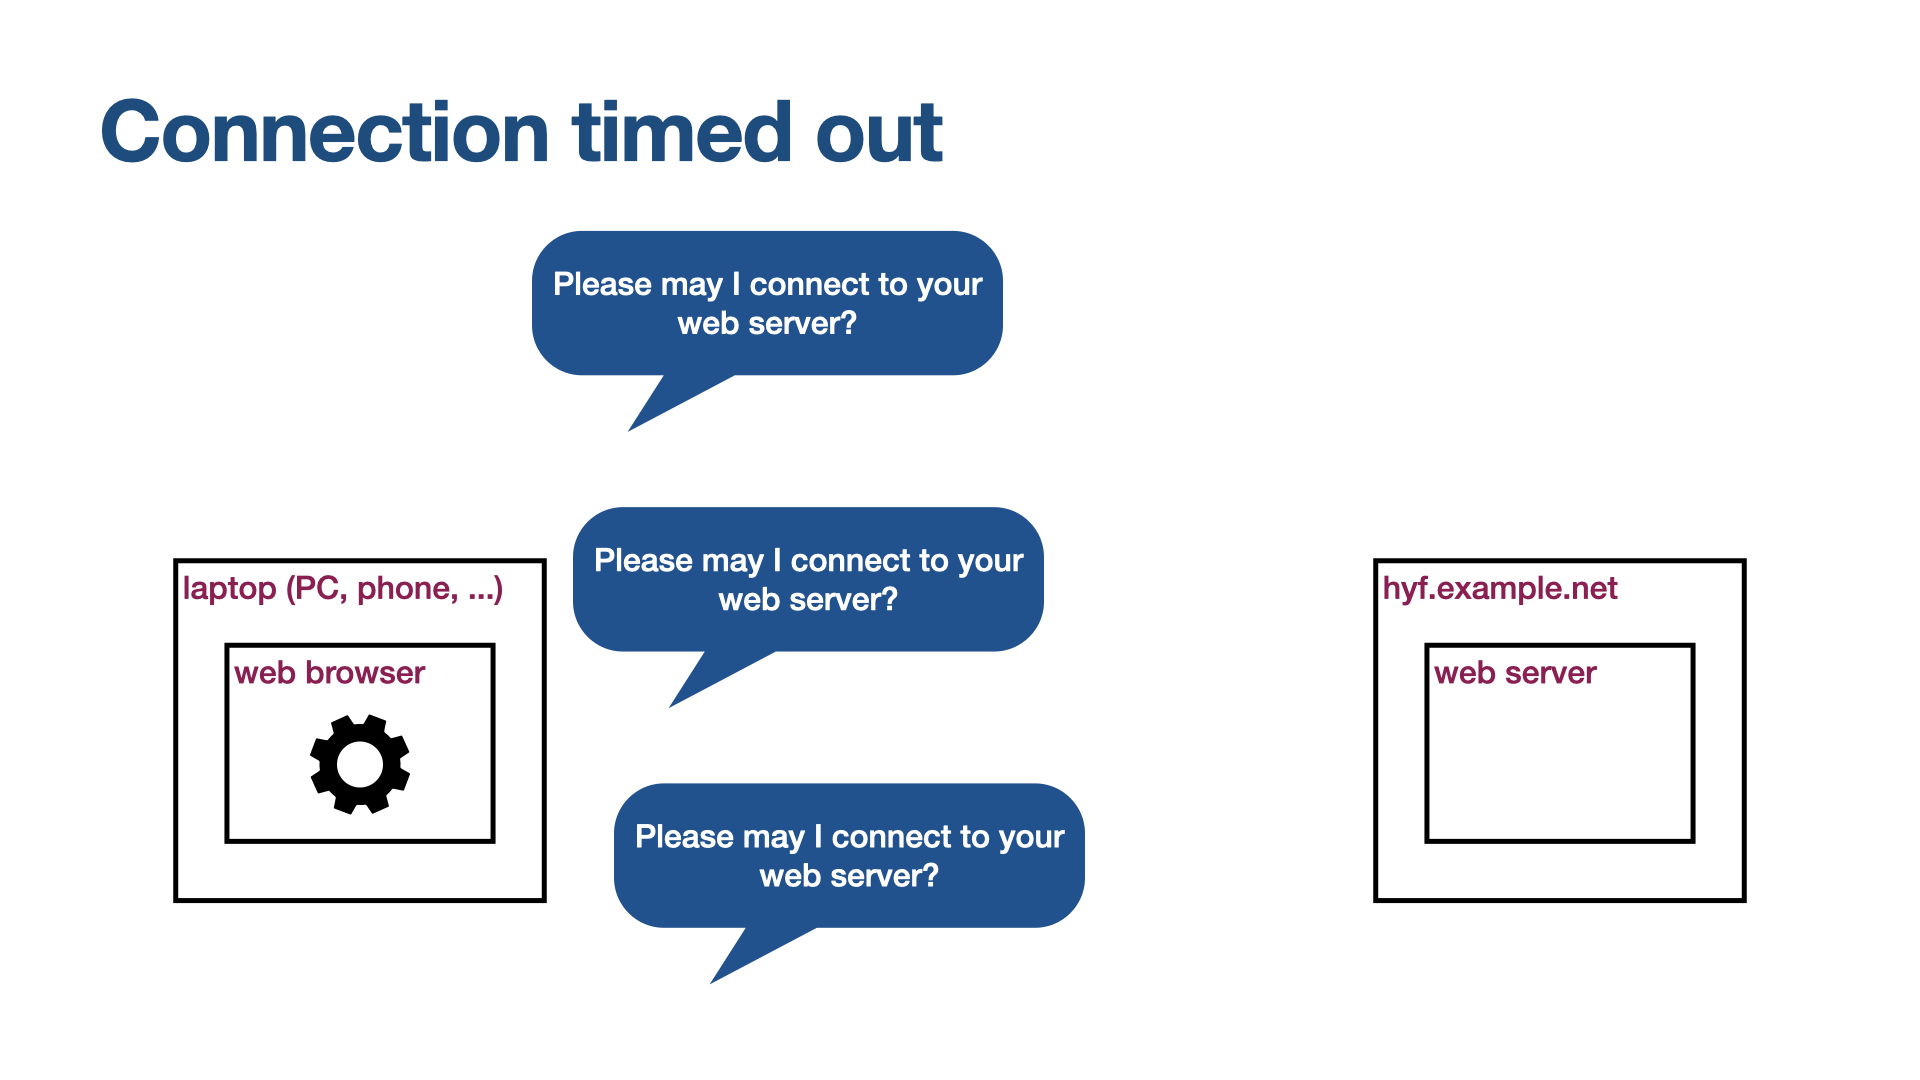 Connection timed out
Please may I connect to your
web server?
Please may I connect to your
web server?
laptop (PC, phone, ...)
web browser
hyf.example.net
web server
Please may I connect to your
web server?